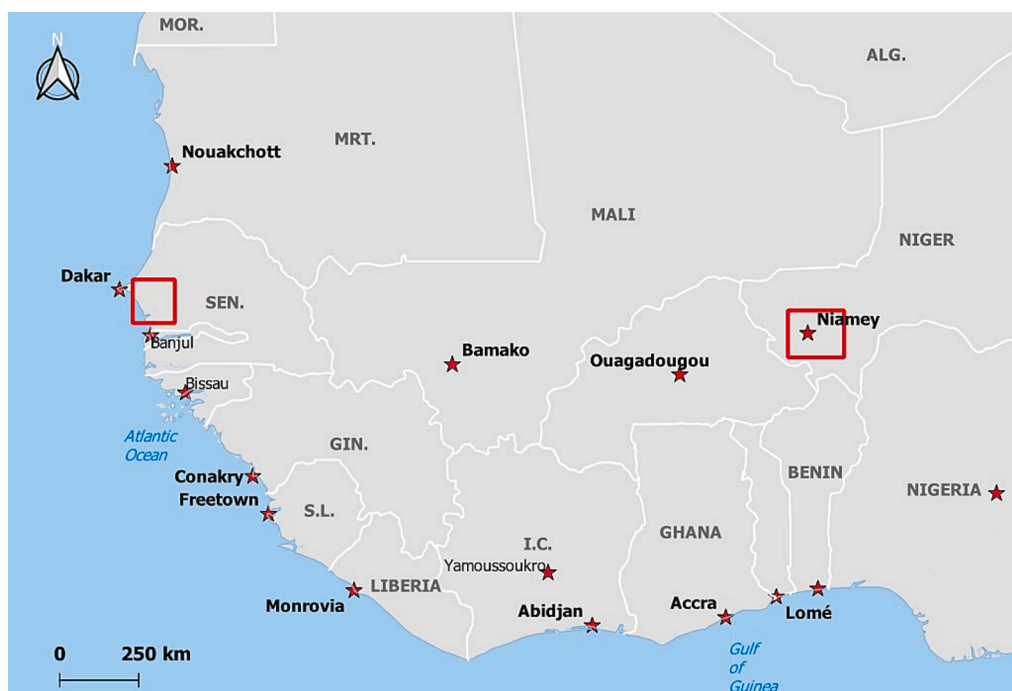 MOR.
N
ALG.
MRT.
Nouakchott
MALI
NIGER
Dakar
SEN.
Niamey
Banjul
Bamako
Ouagadougou
Bissau
Atlantic
Ocean
GIN.
BENIN
Conakry
NIGERIA
Freetown
S.L.
GHANA
I.C.
Yamoussoukro
LIBERIA
Monrovia
Abidjan
Accra
Lomé
0 250 km
Gulf
of
Guinea